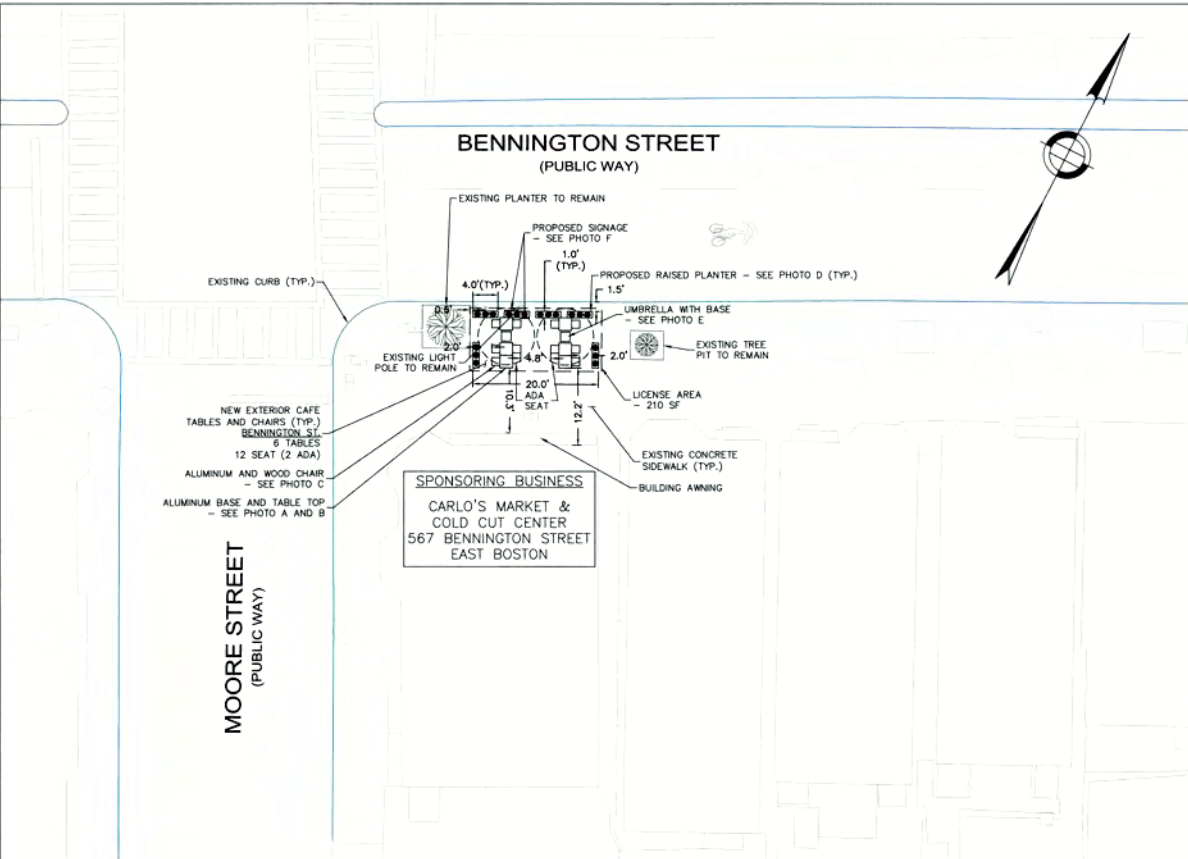 BENNINGTON STREET
(PUBLIC WAY)
EXISTING PLANTER TO REMAIN
PROPOSED SIGNAGE
- SEE PHOTO F
1.0'
(TYP.)
PROPOSED RAISED PLANTER - SEE PHOTO D (TYP.)
EXISTING CURB (TYP.)
4.0'(TYP.)
1.5'
0.5'
UMBRELLA WITH BASE
- SEE PHOTO E
2.0'
EXISTING LIGHT
POLE TO REMAIN
4.8'
2.0'
EXISTING TREE
PIT TO REMAIN
20.0'
ADA
SEAT
10.3'
12.2'
LICENSE AREA
- 210 SF
NEW EXTERIOR CAFE
TABLES AND CHAIRS (TYP.)
BENNINGTON ST.
6 TABLES
12 SEAT (2 ADA)
ALUMINUM AND WOOD CHAIR
- SEE PHOTO C
ALUMINUM BASE AND TABLE TOP
- SEE PHOTO A AND B
EXISTING CONCRETE
SIDEWALK (TYP.)
BUILDING AWNING
SPONSORING BUSINESS
CARLO'S MARKET &
COLD CUT CENTER
567 BENNINGTON STREET
EAST BOSTON
MOORE STREET
(PUBLIC WAY)